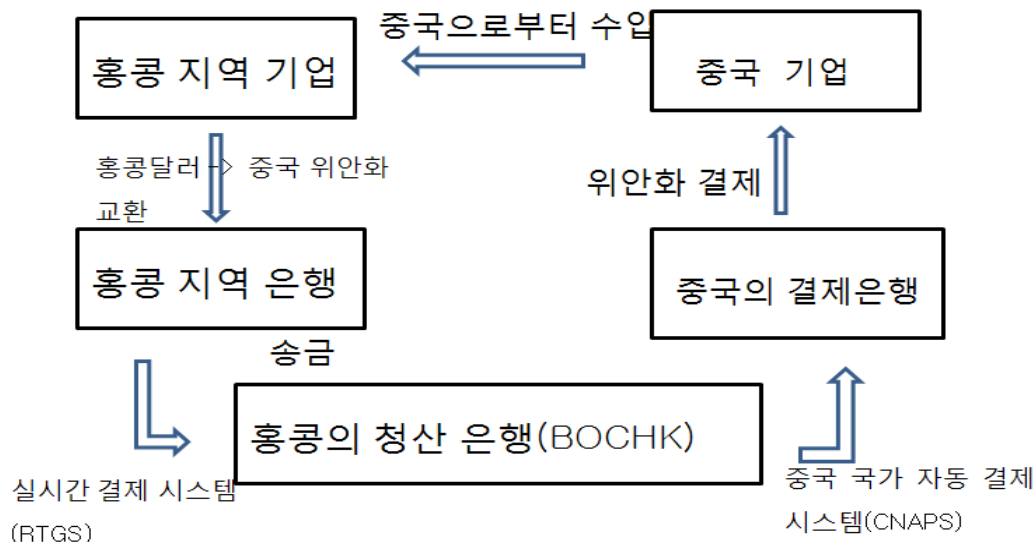 중국으로부터 수입
홍콩 지역 기업
중국 기업
홍콩달러 -> 중국 위안화
교환
위안화 결제
홍콩 지역 은행
중국의 결제은행
송금
홍콩의 청산 은행(BOCHK)
실시간 결제 시스템
(RTGS)
중국 국가 자동 결제
시스템(CNAPS)